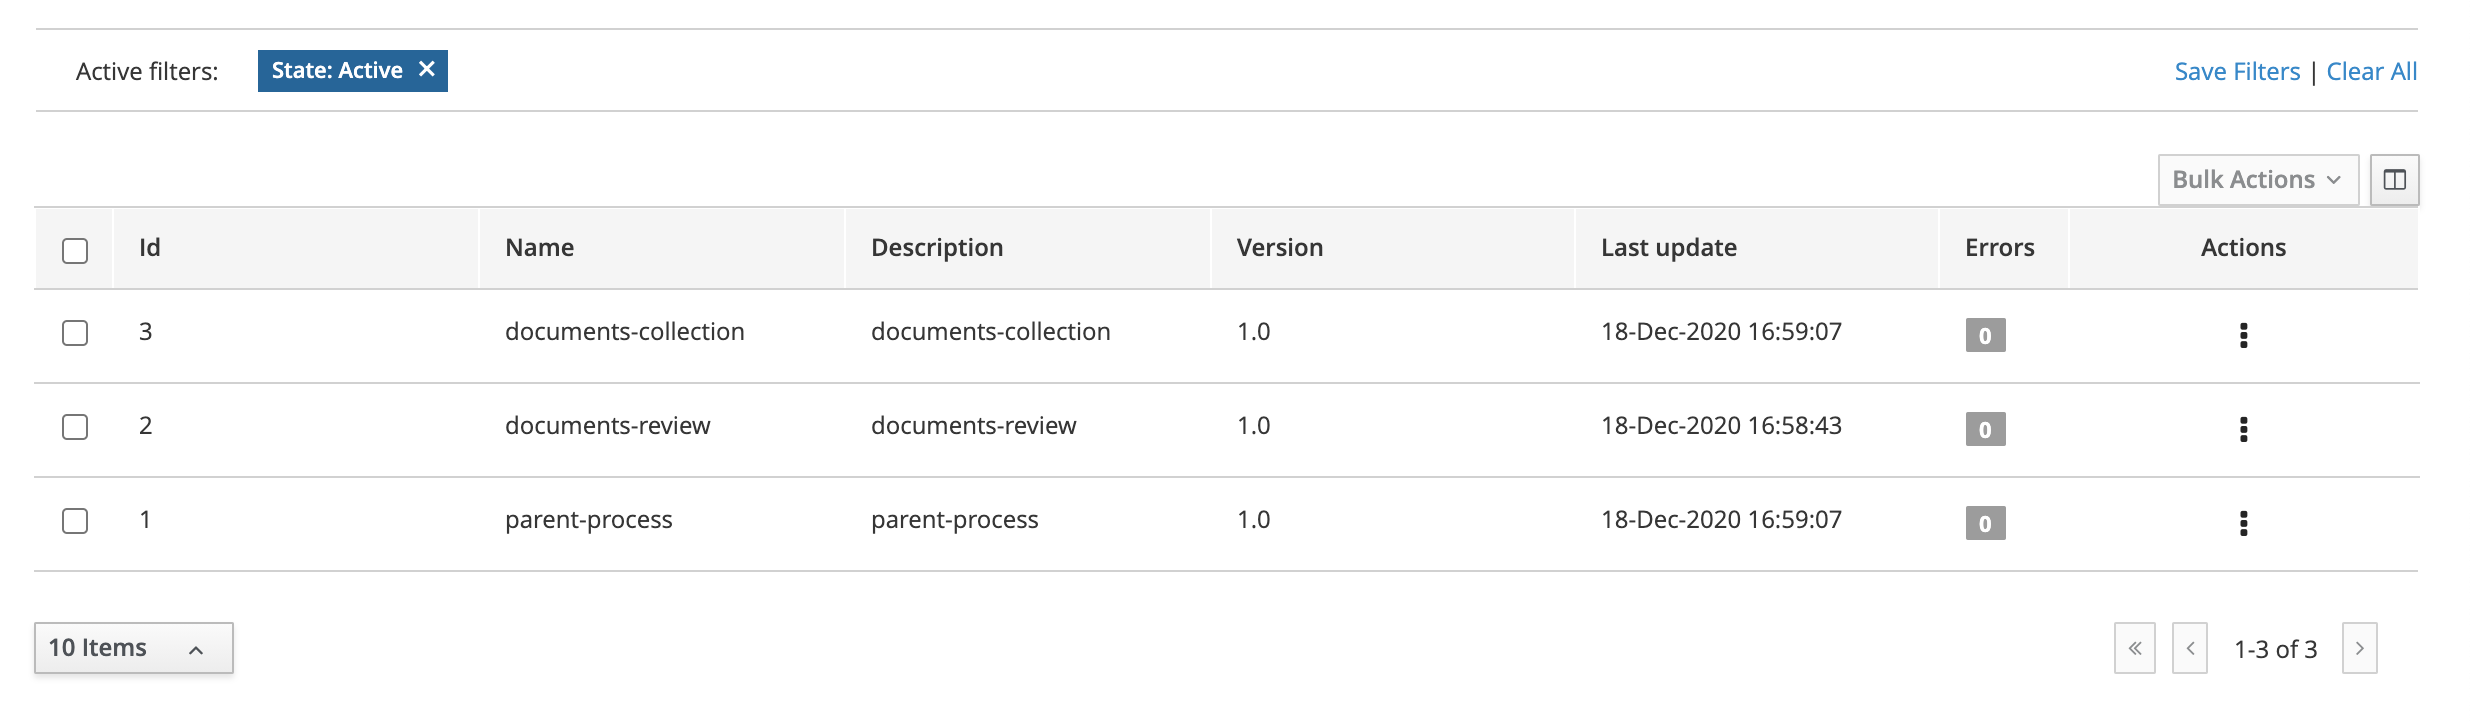 Active filters: State: Active ✕ Save Filters | Clear All
Bulk Actions
Id Name Description Version Last update Errors Actions
3 documents-collection documents-collection 1.0 18-Dec-2020 16:59:07 0
2 documents-review documents-review 1.0 18-Dec-2020 16:58:43 0
1 parent-process parent-process 1.0 18-Dec-2020 16:59:07 0
10 Items « < 1-3 of 3 >